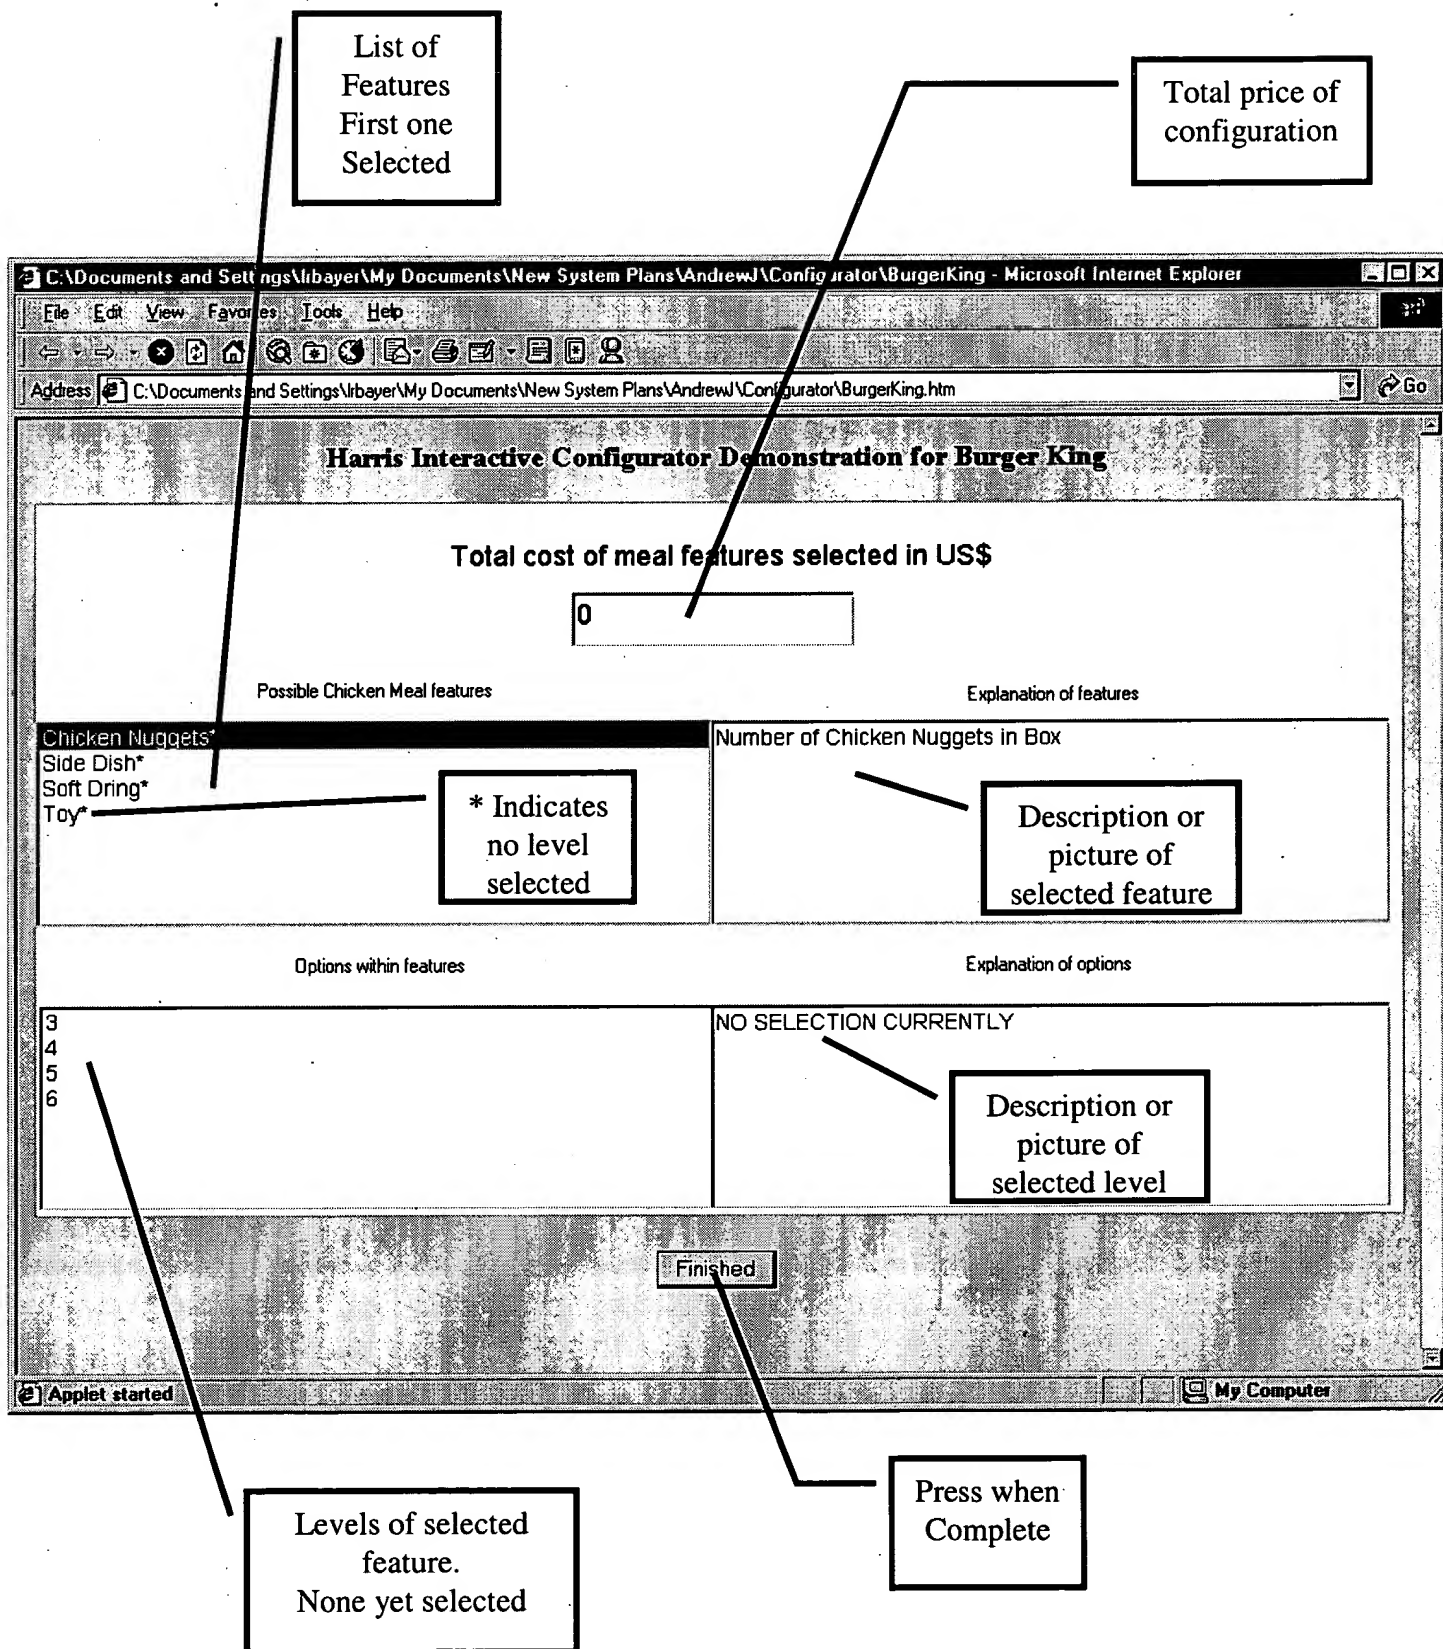 List of
Features
First one
Selected
Total price of
configuration
C:\Documents and Settings\lrbayer\My Documents\New System Plans\AndrewJ\Configurator\BurgerKing - Microsoft Internet Explorer
File Edit View Favorites Tools Help
Address C:\Documents and Settings\lrbayer\My Documents\New System Plans\AndrewJ\Configurator\BurgerKing.htm Go
Harris Interactive Configurator Demonstration for Burger King
Total cost of meal features selected in US$
0
Possible Chicken Meal features
Explanation of features
Chicken Nuggets*
Side Dish*
Soft Dring*
Toy*
* Indicates
no level
selected
Number of Chicken Nuggets in Box
Description or
picture of
selected feature
Options within features
Explanation of options
3
4
5
6
NO SELECTION CURRENTLY
Description or
picture of
selected level
Finished
Applet started
My Computer
Levels of selected
feature.
None yet selected
Press when
Complete